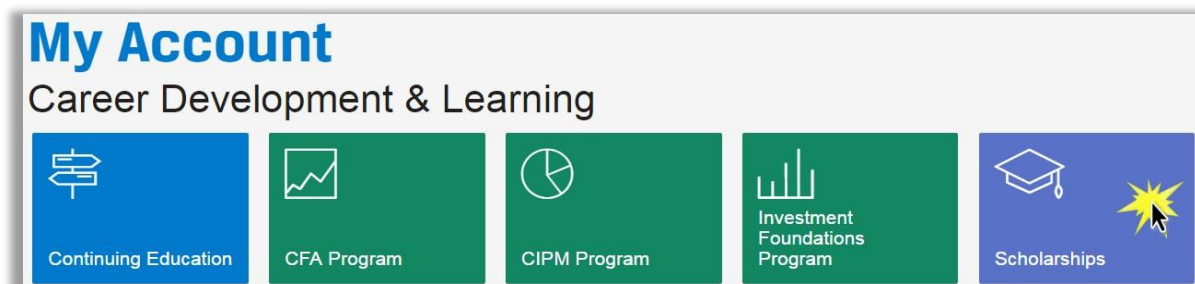 My Account
Career Development & Learning
Continuing Education
CFA Program
CIPM Program
Investment
Foundations
Program
Scholarships